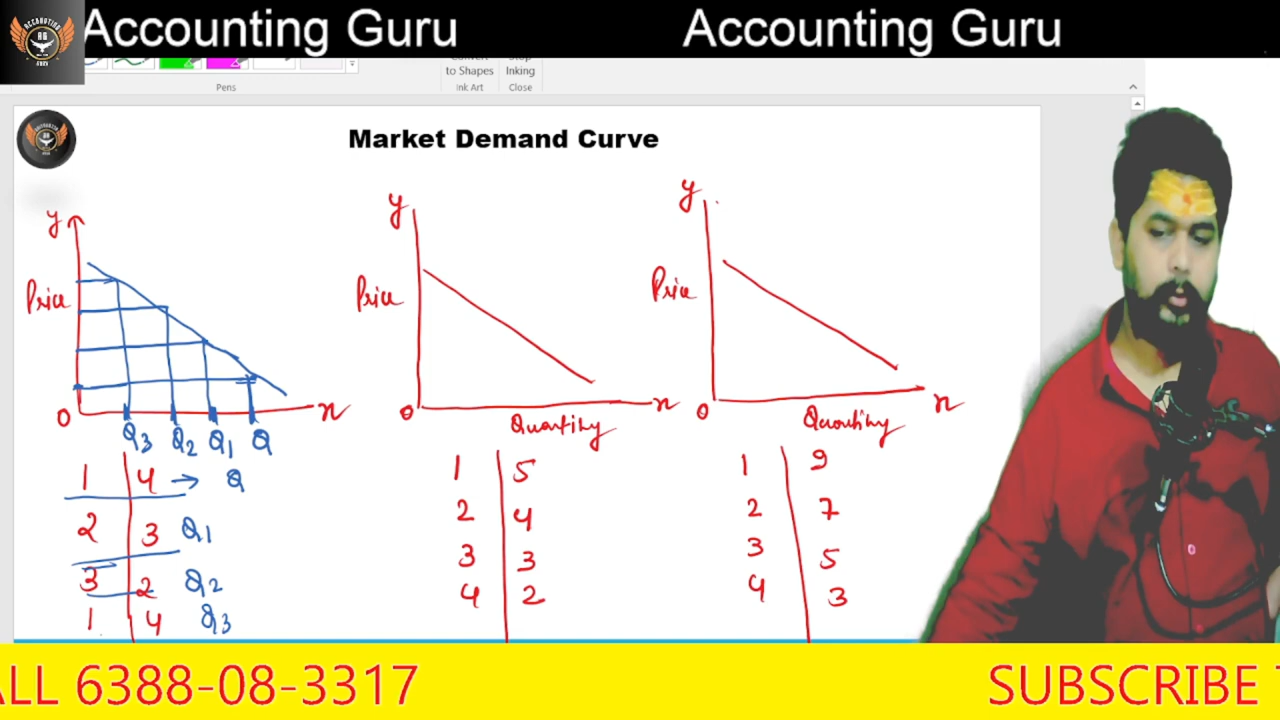 Accounting Guru
Accounting Guru
to Shapes
Inking
Pens
Ink Art
Close
Market Demand Curve
y
Price
0
x
Q3 Q2 Q1 Q
1 4 → Q
2 3 Q1
3 2 Q2
1 4 Q3
y
Price
0
x
Quantity
1 5
2 4
3 3
4 2
y
Price
0
x
Quantity
1 9
2 7
3 5
4 3
ALL 6388-08-3317
SUBSCRIBE